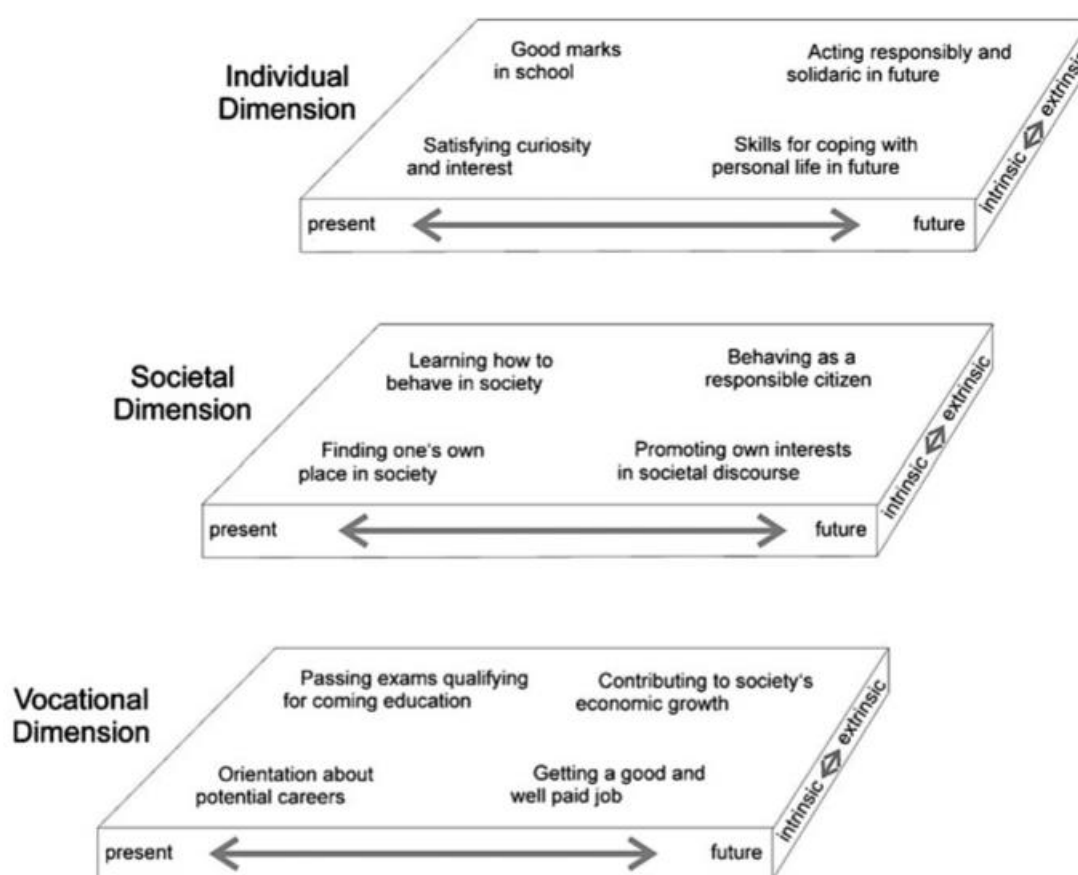 Individual
Dimension
Good marks
in school
Acting responsibly and
solidaric in future
Satisfying curiosity
and interest
Skills for coping with
personal life in future
present
future
intrinsic
extrinsic
Societal
Dimension
Learning how to
behave in society
Behaving as a
responsible citizen
Finding one's own
place in society
Promoting own interests
in societal discourse
present
future
intrinsic
extrinsic
Vocational
Dimension
Passing exams qualifying
for coming education
Contributing to society's
economic growth
Orientation about
potential careers
Getting a good and
well paid job
present
future
intrinsic
extrinsic